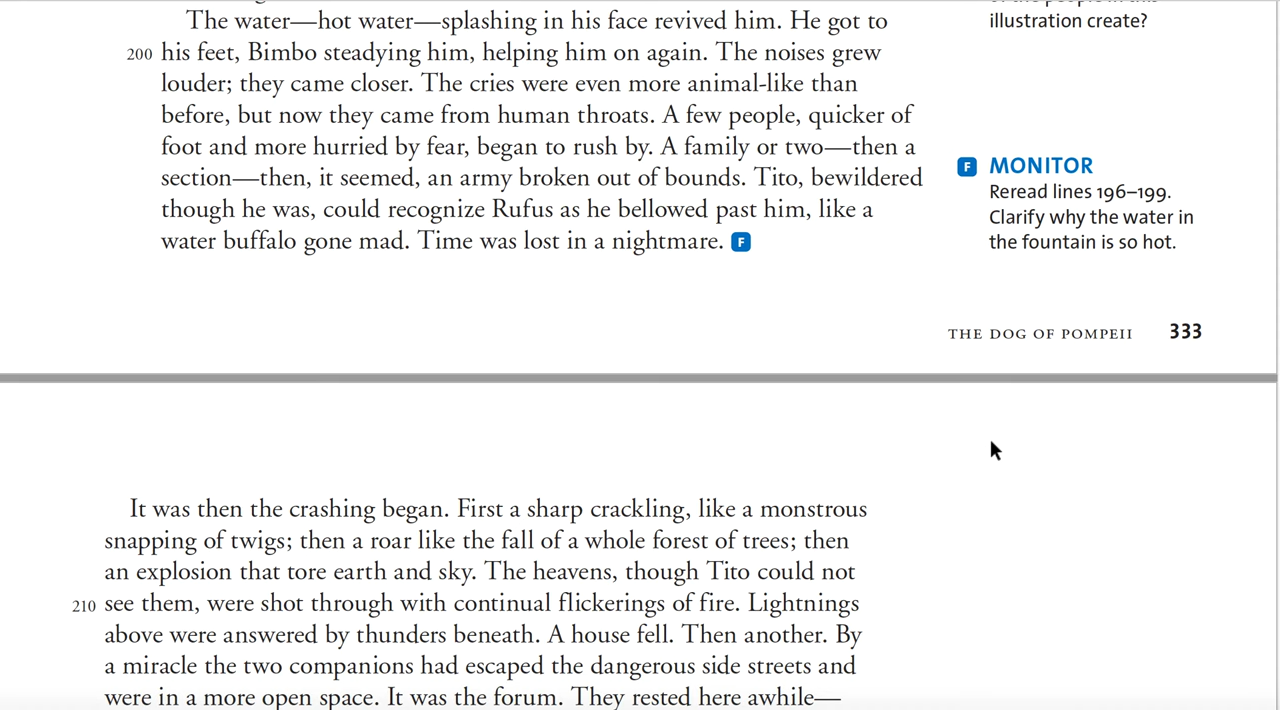 illustration create?
The water—hot water—splashing in his face revived him. He got to
200 his feet, Bimbo steadying him, helping him on again. The noises grew
louder; they came closer. The cries were even more animal-like than
before, but now they came from human throats. A few people, quicker of
foot and more hurried by fear, began to rush by. A family or two—then a
section—then, it seemed, an army broken out of bounds. Tito, bewildered
though he was, could recognize Rufus as he bellowed past him, like a
water buffalo gone mad. Time was lost in a nightmare. F
F MONITOR
Reread lines 196–199.
Clarify why the water in
the fountain is so hot.
THE DOG OF POMPEII 333
It was then the crashing began. First a sharp crackling, like a monstrous
snapping of twigs; then a roar like the fall of a whole forest of trees; then
an explosion that tore earth and sky. The heavens, though Tito could not
210 see them, were shot through with continual flickerings of fire. Lightnings
above were answered by thunders beneath. A house fell. Then another. By
a miracle the two companions had escaped the dangerous side streets and
were in a more open space. It was the forum. They rested here awhile—